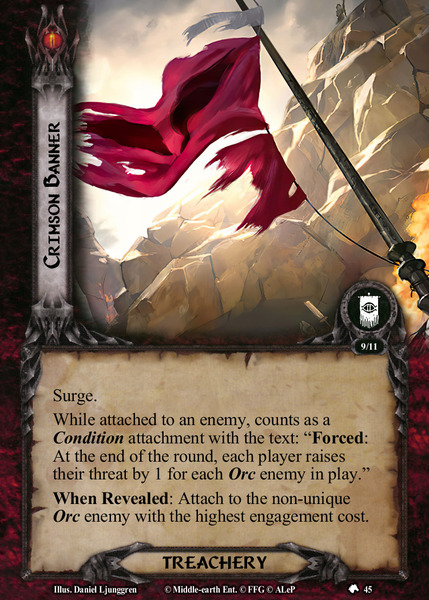 CRIMSON BANNER
9/11
Surge.
While attached to an enemy, counts as a
Condition attachment with the text: “Forced:
At the end of the round, each player raises
their threat by 1 for each Orc enemy in play.”
When Revealed: Attach to the non-unique
Orc enemy with the highest engagement cost.
TREACHERY
Illus. Daniel Ljunggren © Middle-earth Ent. © FFG © ALeP 45